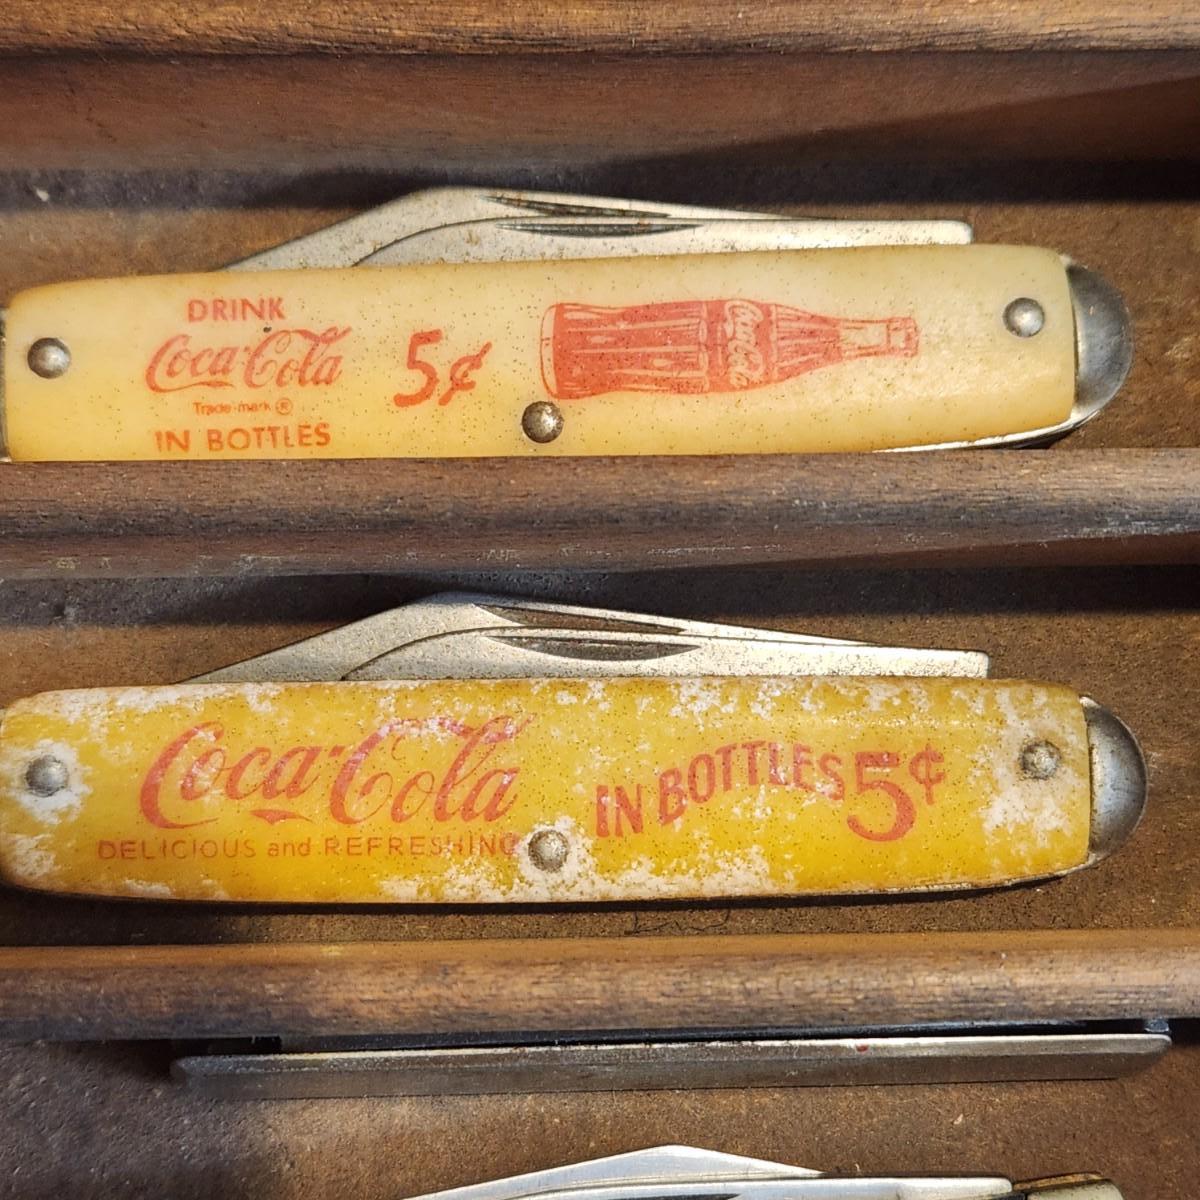 DRINK
Coca-Cola
Trade-mark ®
IN BOTTLES
5¢
Coca-Cola
Coca-Cola
DELICIOUS and REFRESHING
IN BOTTLES 5¢